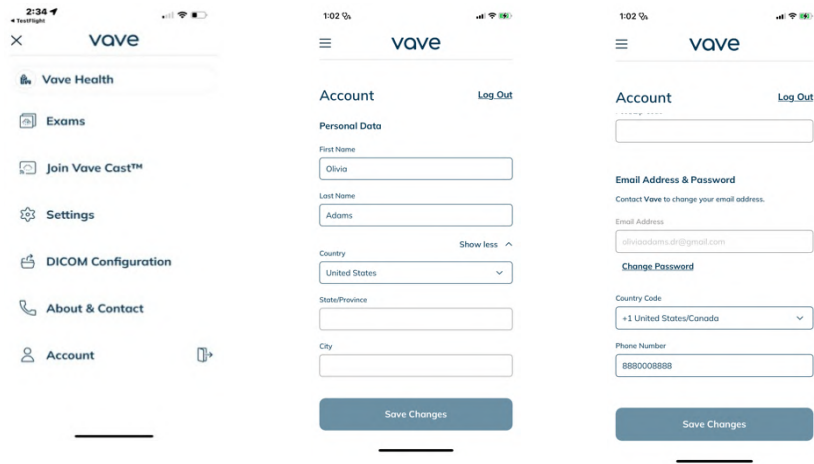 2:34
TestFlight
vave
Vave Health
Exams
Join Vave Cast™
Settings
DICOM Configuration
About & Contact
Account
1:02
vave
Account
Log Out
Personal Data
First Name
Olivia
Last Name
Adams
Show less
Country
United States
State/Province
City
Save Changes
1:02
vave
Account
Log Out
Email Address & Password
Contact Vave to change your email address.
Email Address
oliviaadams.dr@gmail.com
Change Password
Country Code
+1 United States/Canada
Phone Number
8880008888
Save Changes